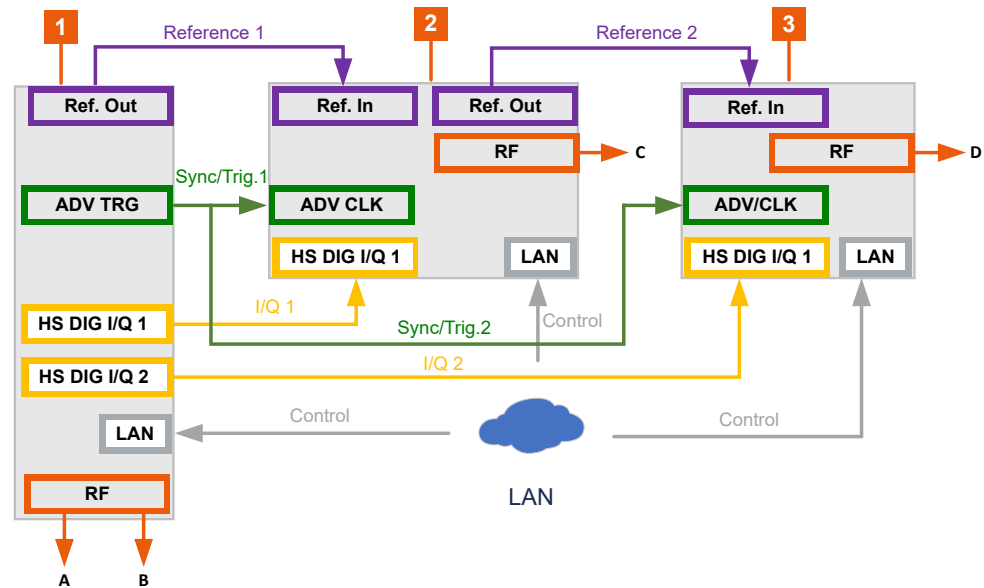 1
2
3
Reference 1
Reference 2
Ref. Out
Ref. In
Ref. Out
Ref. In
RF
C
RF
D
Sync/Trig.1
ADV TRG
ADV CLK
ADV/CLK
HS DIG I/Q 1
LAN
HS DIG I/Q 1
LAN
I/Q 1
HS DIG I/Q 1
Control
Sync/Trig.2
I/Q 2
HS DIG I/Q 2
Control
Control
LAN
LAN
RF
A
B